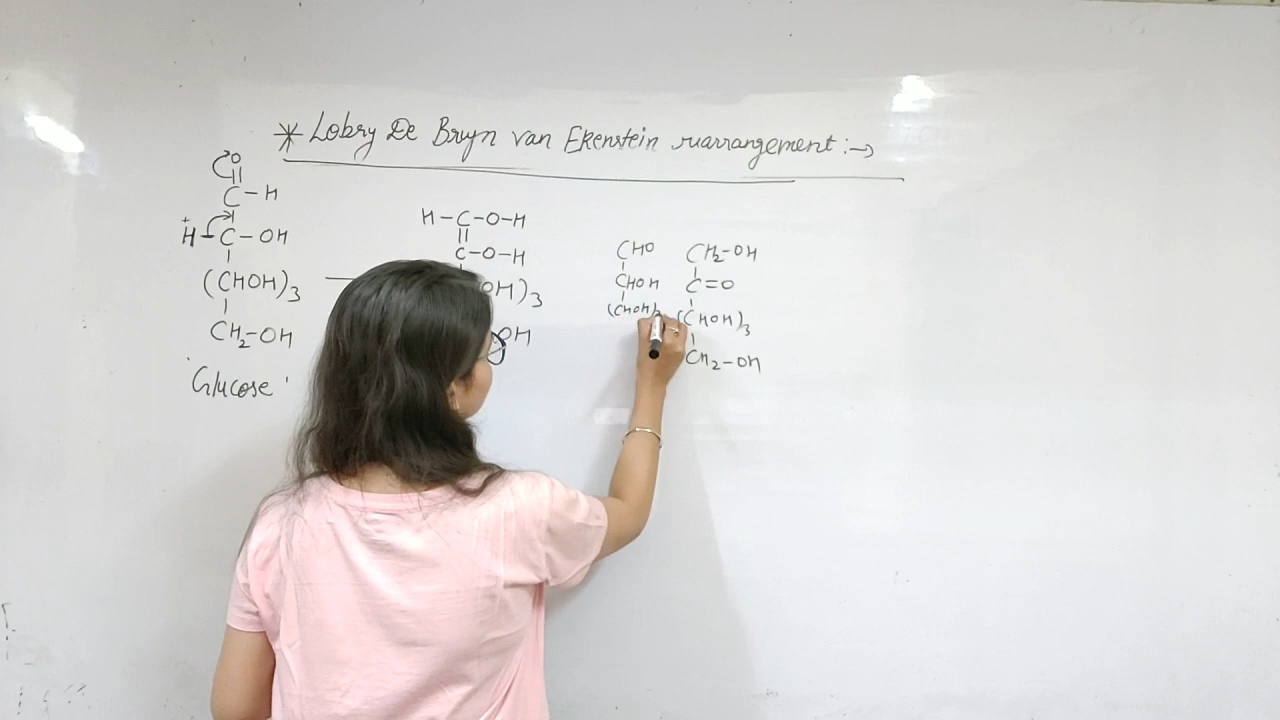 * Lobry De Bruyn van Ekenstein rearrangement :→
O
||
C-H
H-C-OH
+
(CHOH)3
CH2-OH
Glucose
H-C-O-H
||
C-O-H
OH)3
OH
CHO
CHOH
(CHOH)
CH2-OH
C=O
(CHOH)3
CH2-OH